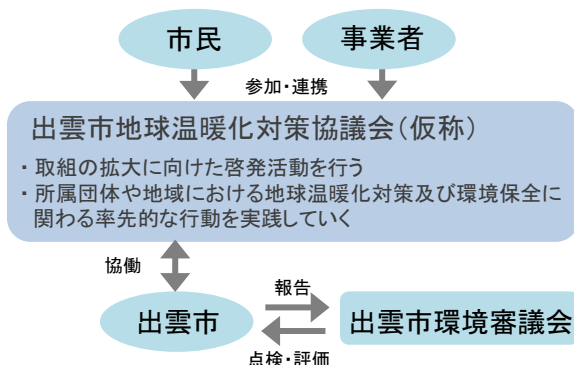 市民
事業者
参加・連携
出雲市地球温暖化対策協議会（仮称）
・取組の拡大に向けた啓発活動を行う
・所属団体や地域における地球温暖化対策及び環境保全に
関わる率先的な行動を実践していく
協働
報告
出雲市
出雲市環境審議会
点検・評価